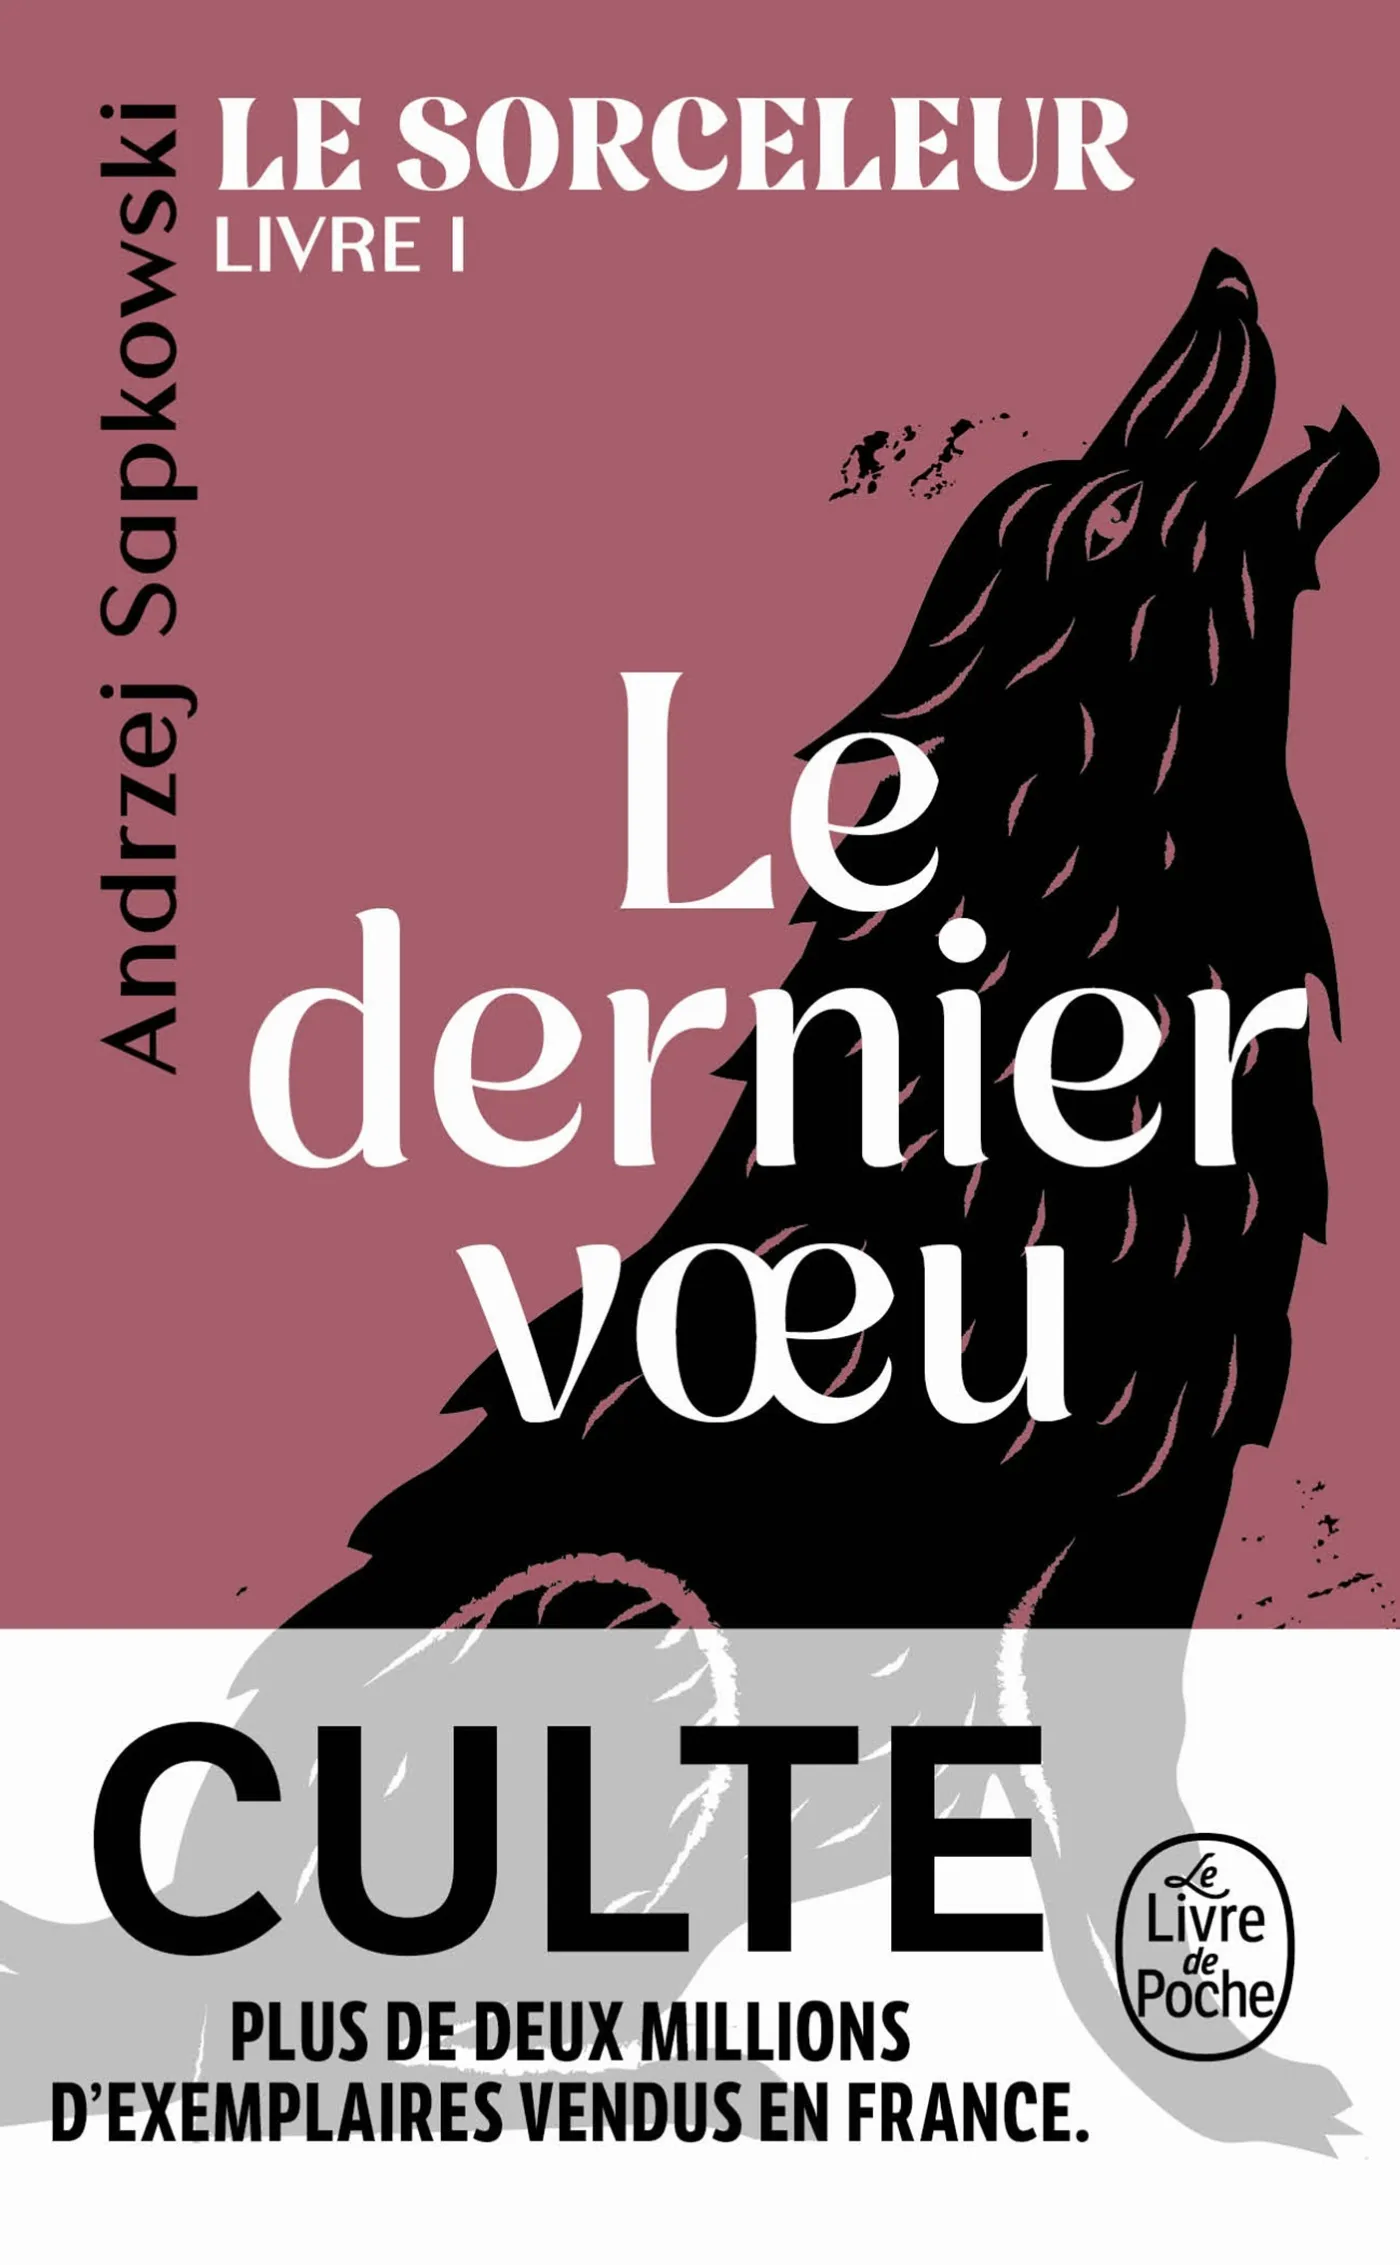 LE SORCELEUR
LIVRE I
Andrzej Sapkowski
Le
dernier
vœu
CULTE
PLUS DE DEUX MILLIONS
D’EXEMPLAIRES VENDUS EN FRANCE.
Le
Livre
de
Poche